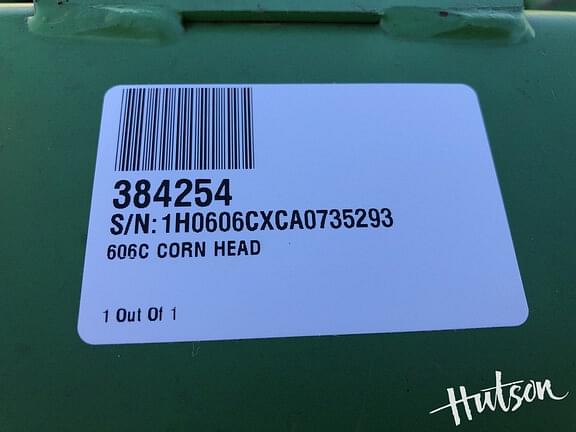 384254
S/N: 1H0606CXCA0735293
606C CORN HEAD
1 Out Of 1
Hutson